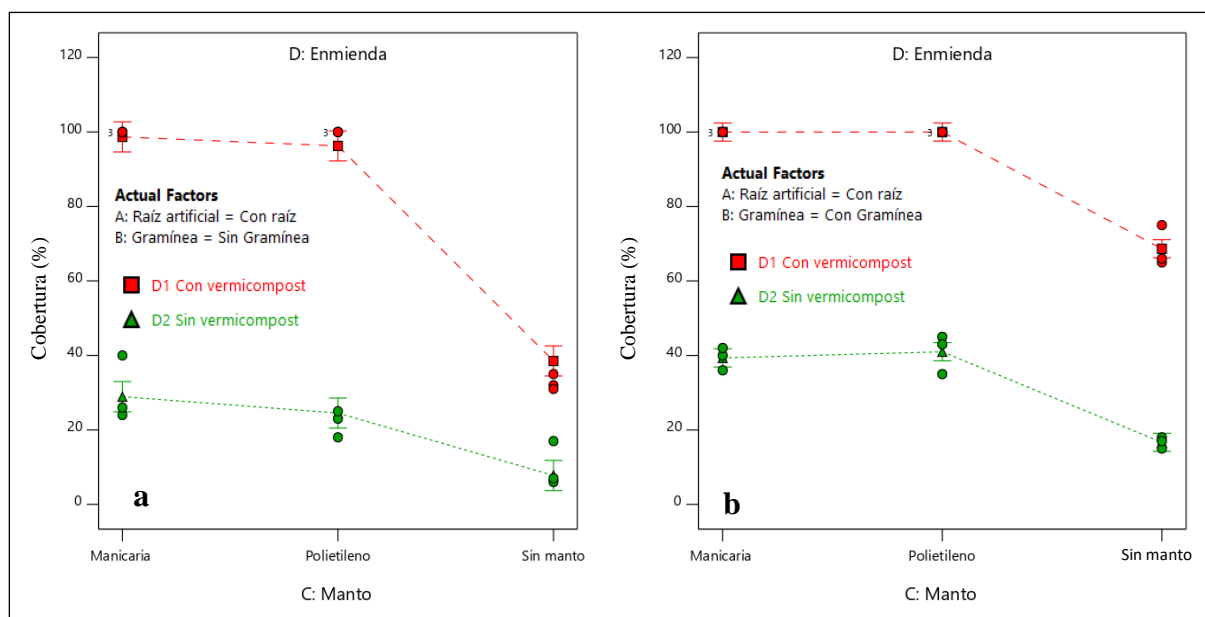 D: Enmienda
120
100
80
60
40
20
0
Cobertura (%)
3
3
Actual Factors
A: Raíz artificial = Con raíz
B: Gramínea = Sin Gramínea
D1 Con vermicompost
D2 Sin vermicompost
a
Manicaria
Polietileno
Sin manto
C: Manto
D: Enmienda
120
100
80
60
40
20
0
Cobertura (%)
3
3
Actual Factors
A: Raíz artificial = Con raíz
B: Gramínea = Con Gramínea
D1 Con vermicompost
D2 Sin vermicompost
b
Manicaria
Polietileno
Sin manto
C: Manto